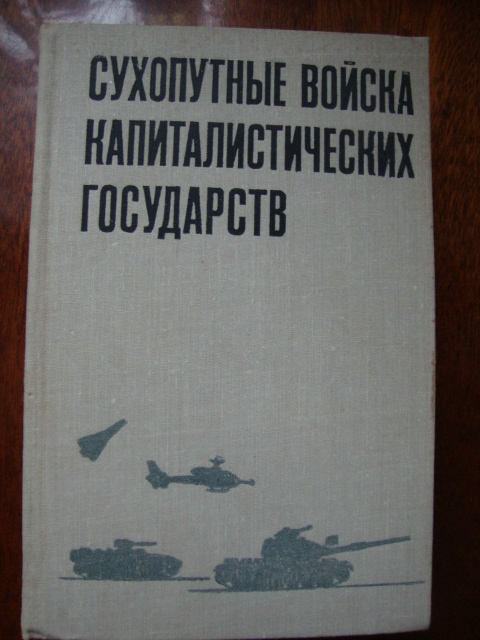 СУХОПУТНЫЕ ВОЙСКА
КАПИТАЛИСТИЧЕСКИХ
ГОСУДАРСТВ